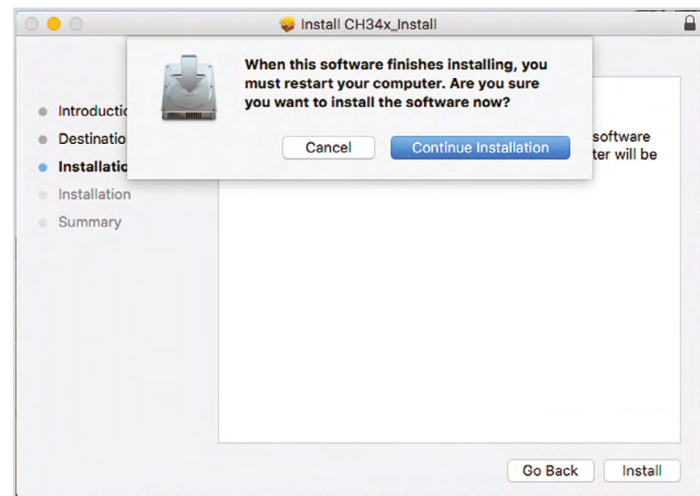 Install CH34x_Install
When this software finishes installing, you
must restart your computer. Are you sure
you want to install the software now?
Cancel
Continue Installation
Introductio
Destinatio
Installatio
Installation
Summary
software
ter will be
Go Back
Install